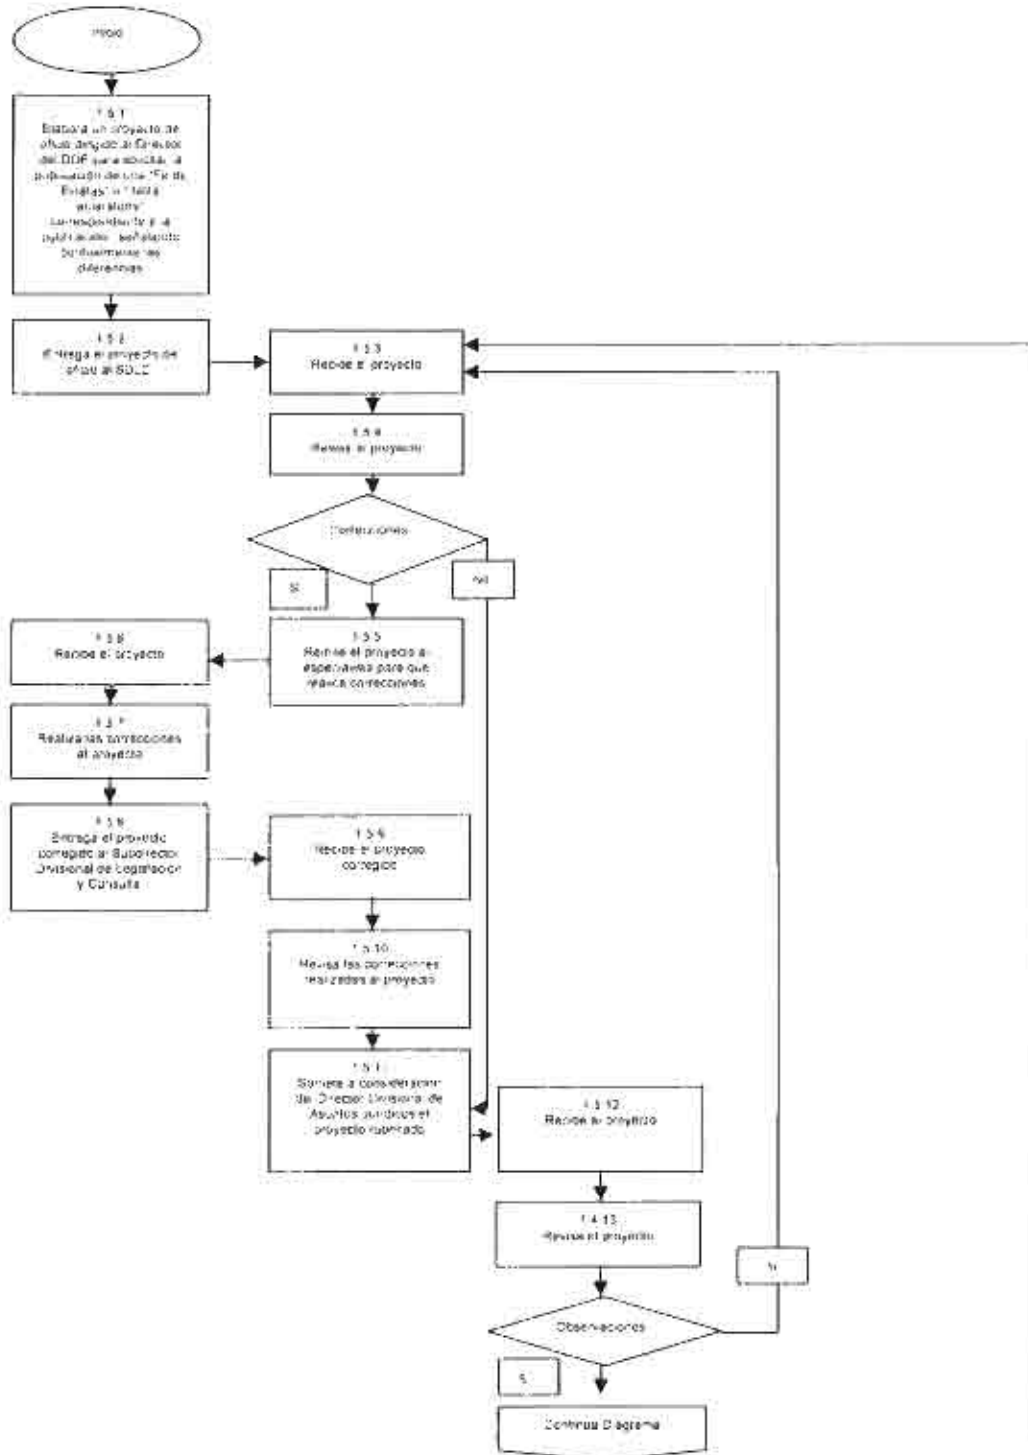 Inicio
1.5.1
Elabora un proyecto de
oficio dirigido al Director
del DOF para solicitar la
publicación de una "Fe de
Erratas" o "Nota
Aclaratoria"
correspondiente a la
publicación señalando
las
diferencias
1.5.2
Entrega el proyecto de
oficio al SDLC
1.5.3
Recibe el proyecto
1.5.4
Revisa el proyecto
Correcciones
Si
No
1.5.5
Remite el proyecto al
especialista para que
realice correcciones
1.5.6
Recibe el proyecto
1.5.7
Realiza las correcciones
al proyecto
1.5.8
Entrega el proyecto
corregido al Subdirector
Divisional de Legislación
y Consulta
1.5.9
Recibe el proyecto
corregido
1.5.10
Revisa las correcciones
realizadas al proyecto
1.5.11
Somete a consideración
del Director Divisional de
Asuntos Jurídicos el
proyecto rubricado
1.5.12
Recibe el proyecto
1.4.13
Revisa el proyecto
Observaciones
Continua Diagrama